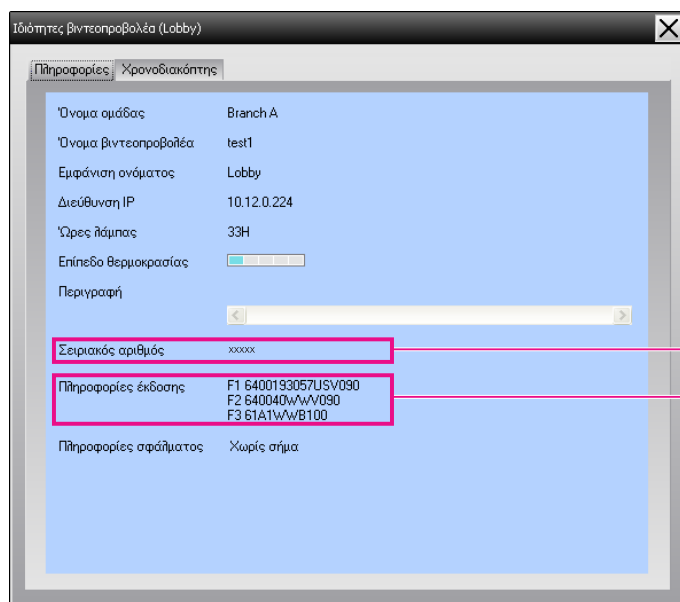 Ιδιότητες βιντεοπροβολέα (Lobby)
Πληροφορίες Χρονοδιακόπτης
Όνομα ομάδας Branch A
Όνομα βιντεοπροβολέα test1
Εμφάνιση ονόματος Lobby
Διεύθυνση IP 10.12.0.224
Ώρες λάμπας 33H
Επίπεδο θερμοκρασίας
Περιγραφή
Σειριακός αριθμός xxxxx
Πληροφορίες έκδοσης F1 6400193057USV090
F2 640040WWV090
F3 61A1WWB100
Πληροφορίες σφάλματος Χωρίς σήμα